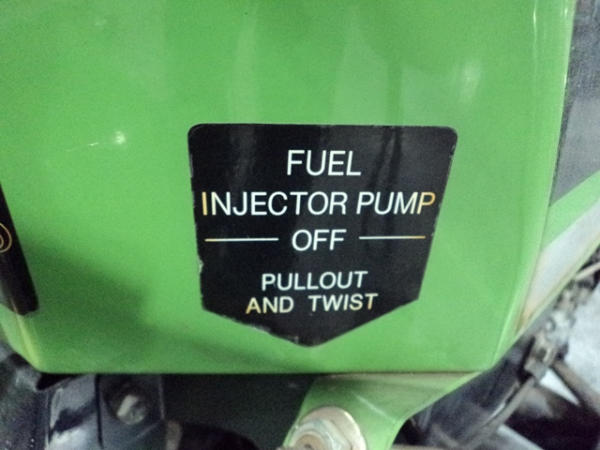 FUEL
INJECTOR PUMP
OFF
PULLOUT
AND TWIST